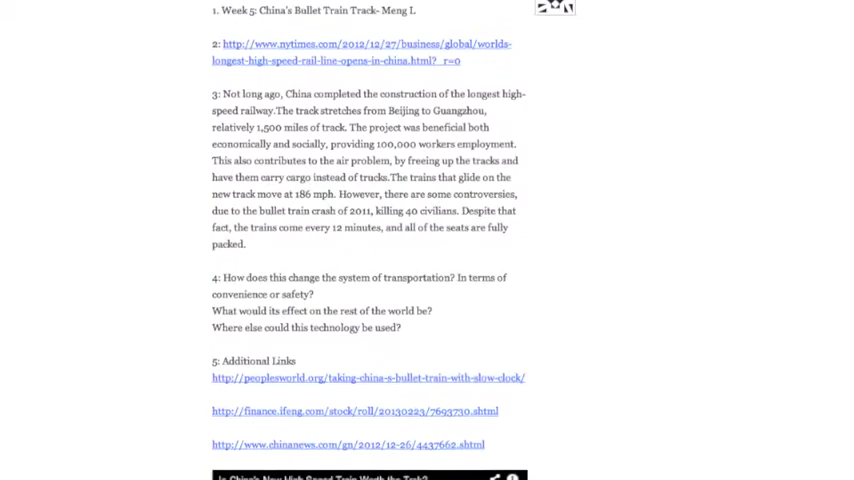 1. Week 5: China's Bullet Train Track- Meng L
2: http://www.nytimes.com/2012/12/27/business/global/worlds-
longest-high-speed-rail-line-opens-in-china.html?_r=0
3: Not long ago, China completed the construction of the longest high-
speed railway.The track stretches from Beijing to Guangzhou,
relatively 1,500 miles of track. The project was beneficial both
economically and socially, providing 100,000 workers employment.
This also contributes to the air problem, by freeing up the tracks and
have them carry cargo instead of trucks.The trains that glide on the
new track move at 186 mph. However, there are some controversies,
due to the bullet train crash of 2011, killing 40 civilians. Despite that
fact, the trains come every 12 minutes, and all of the seats are fully
packed.
4: How does this change the system of transportation? In terms of
convenience or safety?
What would its effect on the rest of the world be?
Where else could this technology be used?
5: Additional Links
http://peoplesworld.org/taking-china-s-bullet-train-with-slow-clock/
http://finance.ifeng.com/stock/roll/20130223/7693730.shtml
http://www.chinanews.com/gn/2012/12-26/4437662.shtml
Is China's New High Speed Train Worth the Trek?